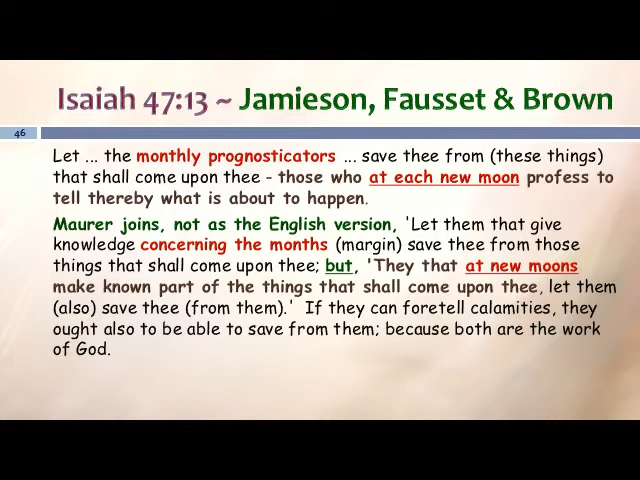 Isaiah 47:13 ~ Jamieson, Fausset & Brown
46
Let ... the monthly prognosticators ... save thee from (these things)
that shall come upon thee - those who at each new moon profess to
tell thereby what is about to happen.
Maurer joins, not as the English version, 'Let them that give
knowledge concerning the months (margin) save thee from those
things that shall come upon thee; but, 'They that at new moons
make known part of the things that shall come upon thee, let them
(also) save thee (from them).' If they can foretell calamities, they
ought also to be able to save from them; because both are the work
of God.